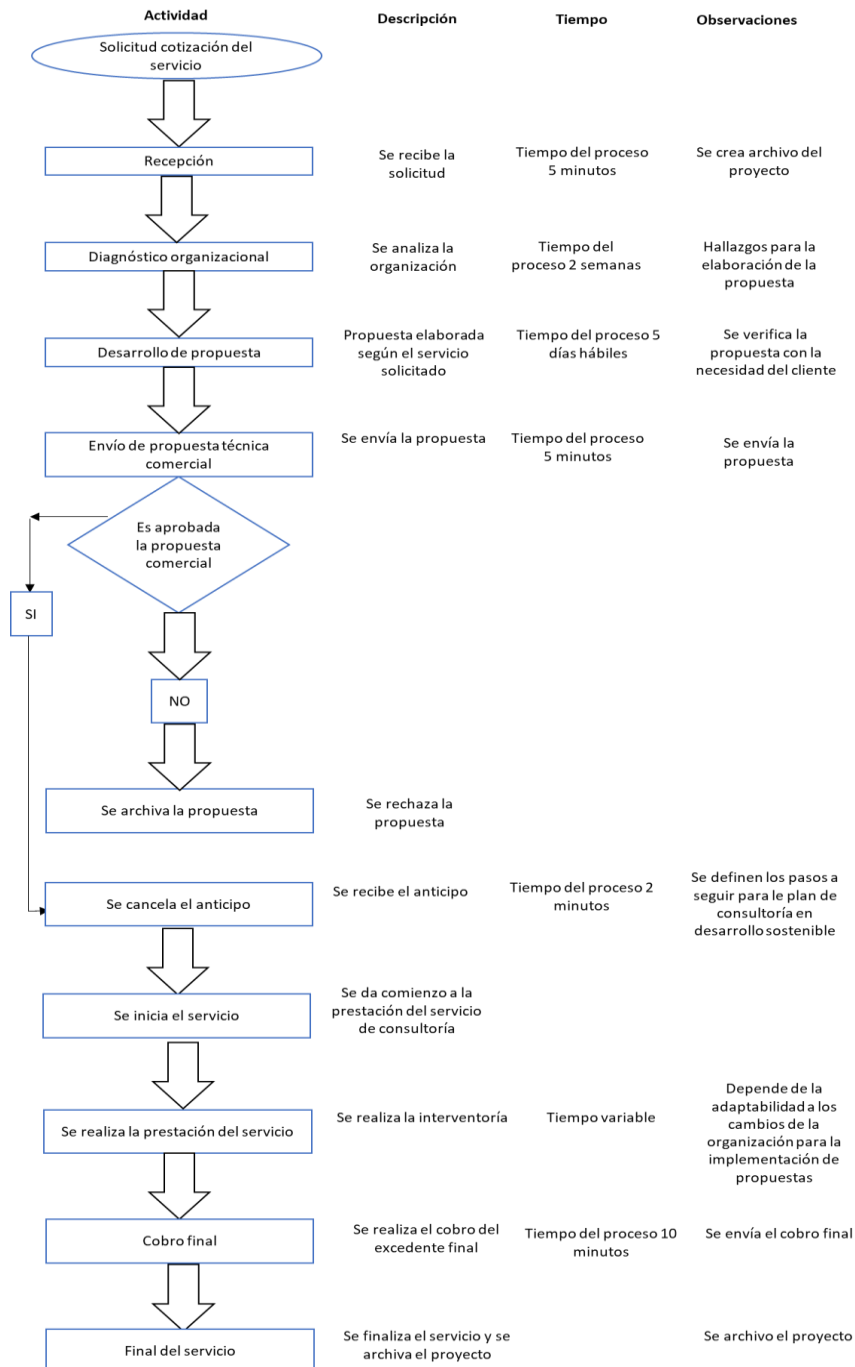 Actividad
Descripción
Tiempo
Observaciones
Solicitud cotización del
servicio
Recepción
Se recibe la
solicitud
Tiempo del proceso
5 minutos
Se crea archivo del
proyecto
Diagnóstico organizacional
Se analiza la
organización
Tiempo del
proceso 2 semanas
Hallazgos para la
elaboración de la
propuesta
Desarrollo de propuesta
Propuesta elaborada
según el servicio
solicitado
Tiempo del proceso 5
días hábiles
Se verifica la
propuesta con la
necesidad del cliente
Envío de propuesta técnica
comercial
Se envía la propuesta
Tiempo del proceso
5 minutos
Se envía la
propuesta
Es aprobada
la propuesta
comercial
SI
NO
Se archiva la propuesta
Se rechaza la
propuesta
Se cancela el anticipo
Se recibe el anticipo
Tiempo del proceso 2
minutos
Se definen los pasos a
seguir para le plan de
consultoría en
desarrollo sostenible
Se inicia el servicio
Se da comienzo a la
prestación del servicio
de consultoría
Se realiza la prestación del servicio
Se realiza la interventoría
Tiempo variable
Depende de la
adaptabilidad a los
cambios de la
organización para la
implementación de
propuestas
Cobro final
Se realiza el cobro del
excedente final
Tiempo del proceso 10
minutos
Se envía el cobro final
Final del servicio
Se finaliza el servicio y se
archiva el proyecto
Se archivo el proyecto